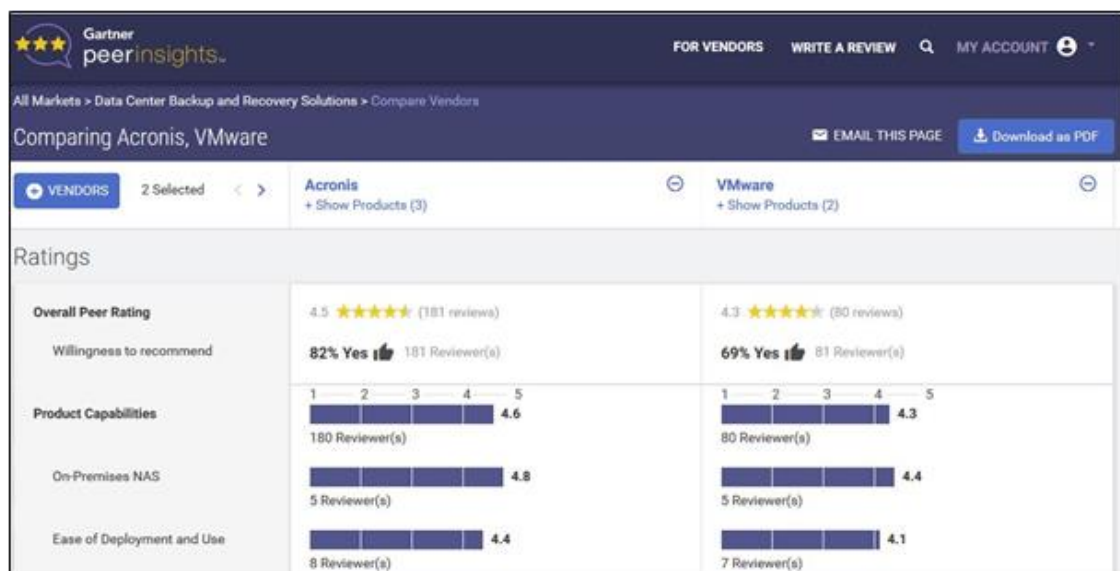 Gartner
peerinsights™
FOR VENDORS WRITE A REVIEW MY ACCOUNT
All Markets > Data Center Backup and Recovery Solutions > Compare Vendors
Comparing Acronis, VMware
EMAIL THIS PAGE Download as PDF
VENDORS 2 Selected < >
Acronis
+ Show Products (3)
VMware
+ Show Products (2)
Ratings
Overall Peer Rating 4.5 (181 reviews) 4.3 (80 reviews)
Willingness to recommend 82% Yes 181 Reviewer(s) 69% Yes 81 Reviewer(s)
1 2 3 4 5 1 2 3 4 5
Product Capabilities 4.6 4.3
180 Reviewer(s) 80 Reviewer(s)
On-Premises NAS 4.8 4.4
5 Reviewer(s) 5 Reviewer(s)
Ease of Deployment and Use 4.4 4.1
8 Reviewer(s) 7 Reviewer(s)